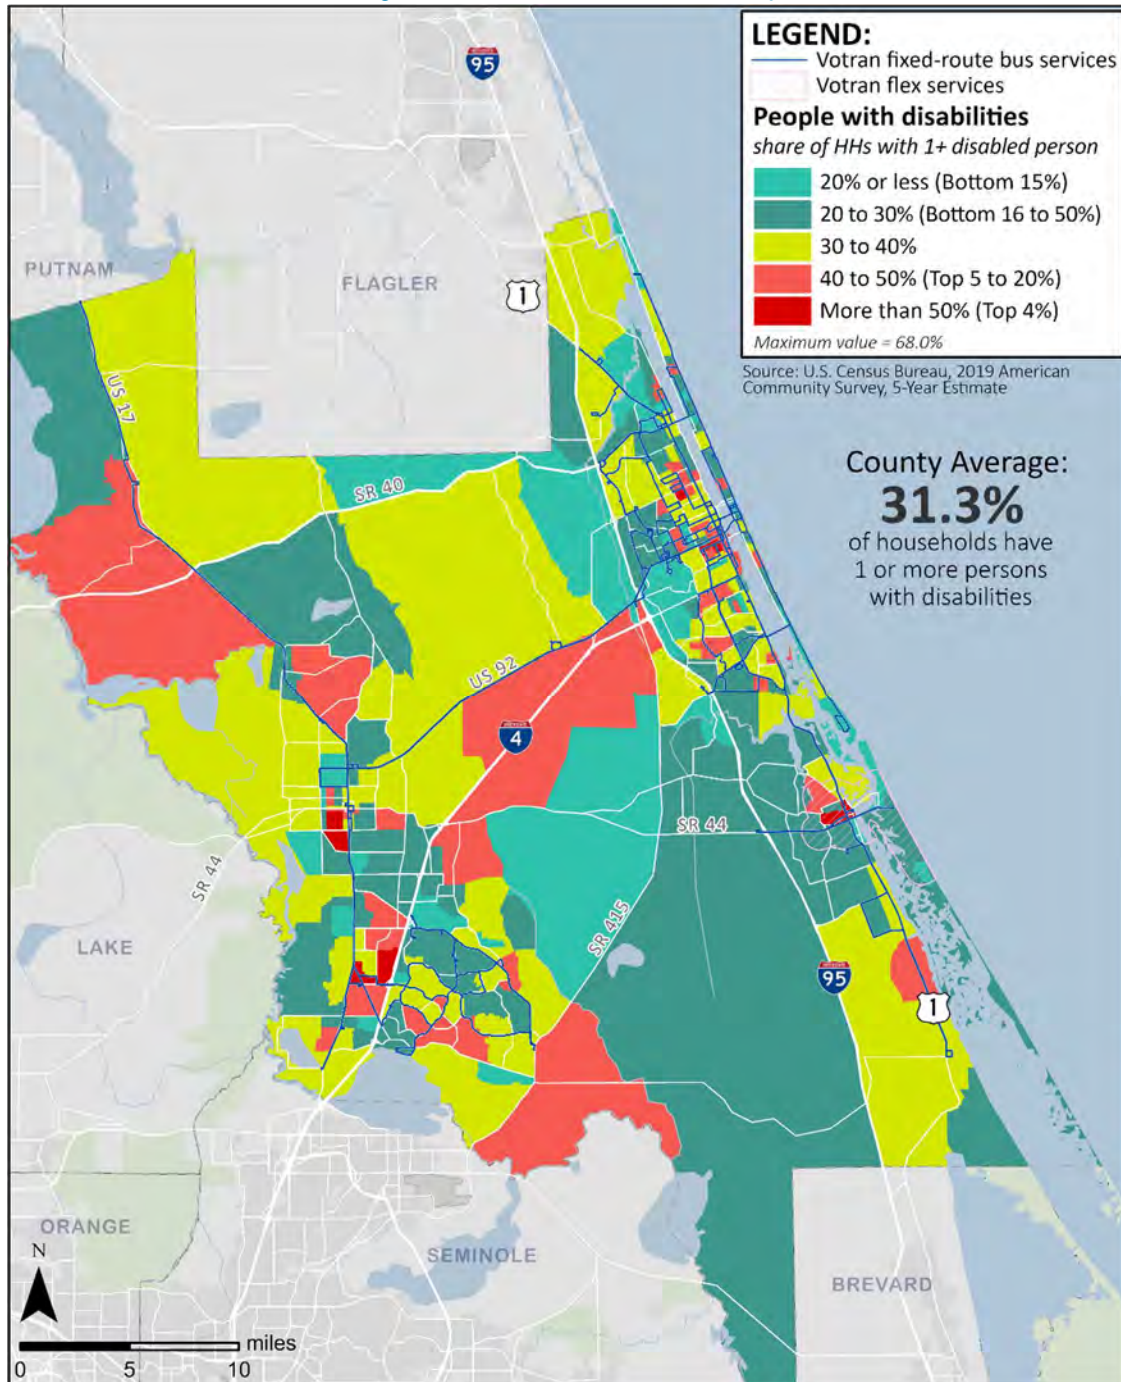 LEGEND:
Votran fixed-route bus services
Votran flex services
People with disabilities
share of HHs with 1+ disabled person
20% or less (Bottom 15%)
20 to 30% (Bottom 16 to 50%)
30 to 40%
40 to 50% (Top 5 to 20%)
More than 50% (Top 4%)
Maximum value = 68.0%
Source: U.S. Census Bureau, 2019 American
Community Survey, 5-Year Estimate
County Average:
31.3%
of households have
1 or more persons
with disabilities
95
PUTNAM
FLAGLER
1
US 17
SR 40
US 92
4
SR 44
SR 44
SR 415
LAKE
95
1
ORANGE
SEMINOLE
BREVARD
N
miles
0 5 10